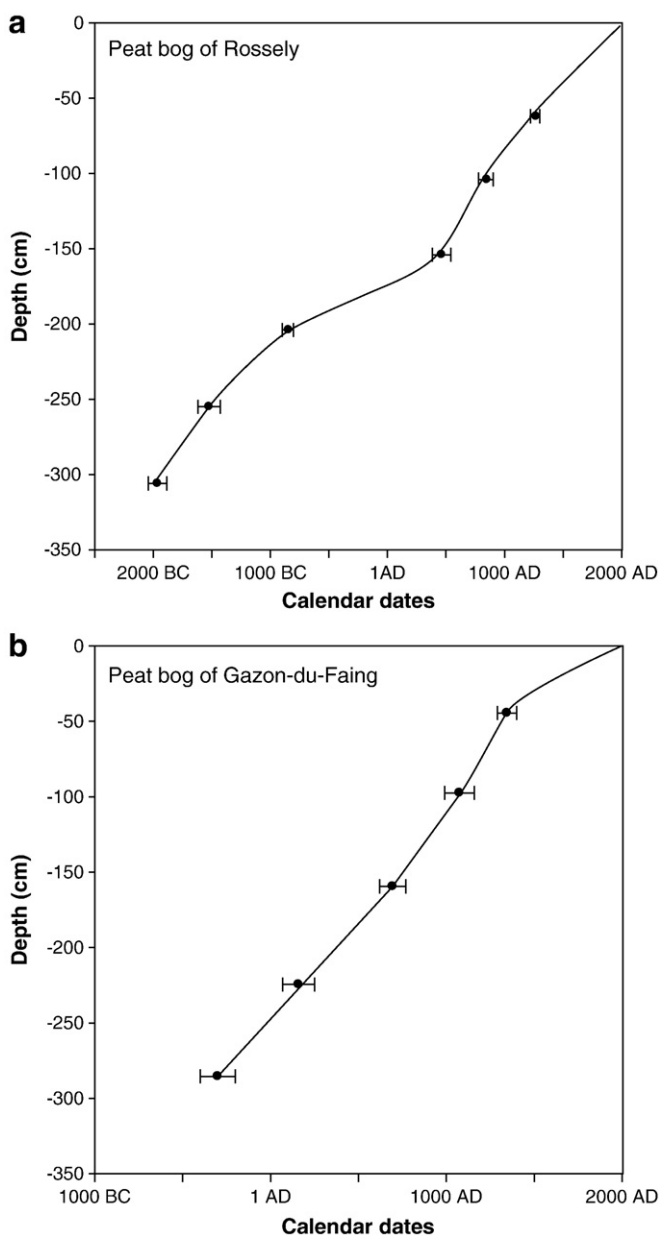 a
Peat bog of Rossely
0
-50
-100
-150
-200
-250
-300
-350
Depth (cm)
2000 BC 1000 BC 1AD 1000 AD 2000 AD
Calendar dates
b
Peat bog of Gazon-du-Faing
0
-50
-100
-150
-200
-250
-300
-350
Depth (cm)
1000 BC 1 AD 1000 AD 2000 AD
Calendar dates